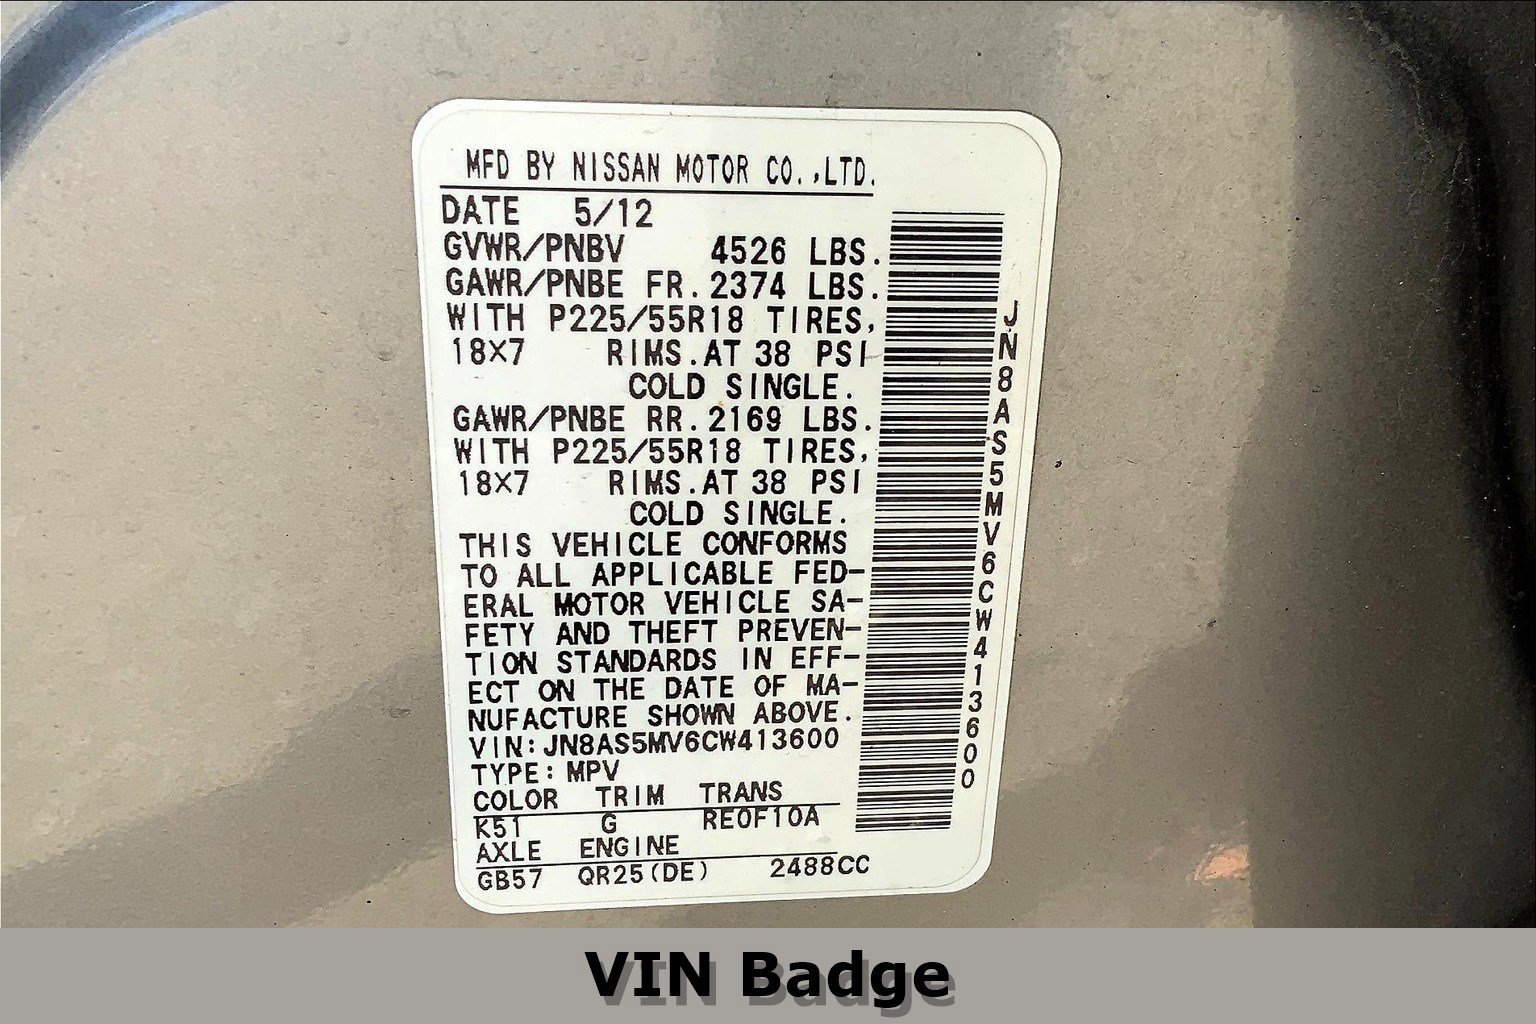 MFD BY NISSAN MOTOR CO.,LTD.
DATE 5/12
GVWR/PNBV 4526 LBS.
GAWR/PNBE FR.2374 LBS.
WITH P225/55R18 TIRES,
18X7 RIMS.AT 38 PSI
COLD SINGLE.
GAWR/PNBE RR.2169 LBS.
WITH P225/55R18 TIRES,
18X7 RIMS.AT 38 PSI
COLD SINGLE.
THIS VEHICLE CONFORMS
TO ALL APPLICABLE FED-
ERAL MOTOR VEHICLE SA-
FETY AND THEFT PREVEN-
TION STANDARDS IN EFF-
ECT ON THE DATE OF MA-
NUFACTURE SHOWN ABOVE.
VIN:JN8AS5MV6CW413600
TYPE:MPV
COLOR TRIM TRANS
K51 G RE0F10A
AXLE ENGINE
GB57 QR25(DE) 2488CC
JN8AS5MV6CW413600
VIN Badge